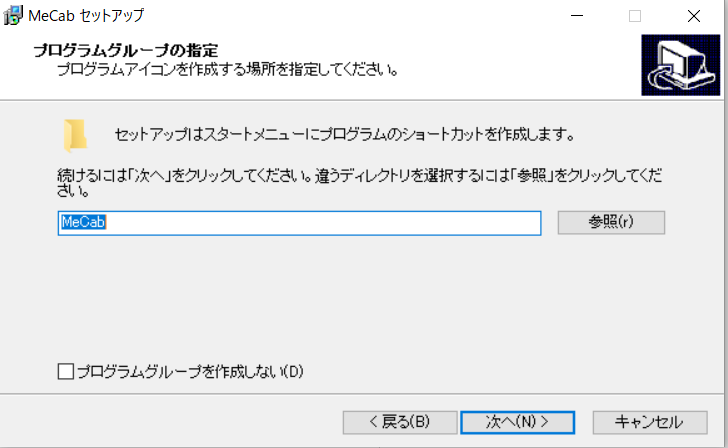 MeCab セットアップ
プログラムグループの指定
プログラムアイコンを作成する場所を指定してください。
セットアップはスタートメニューにプログラムのショートカットを作成します。
続けるには「次へ」をクリックしてください。違うディレクトリを選択するには「参照」をクリックしてくだ
さい。
MeCab
参照(r)
プログラムグループを作成しない(D)
< 戻る(B)
次へ(N) >
キャンセル